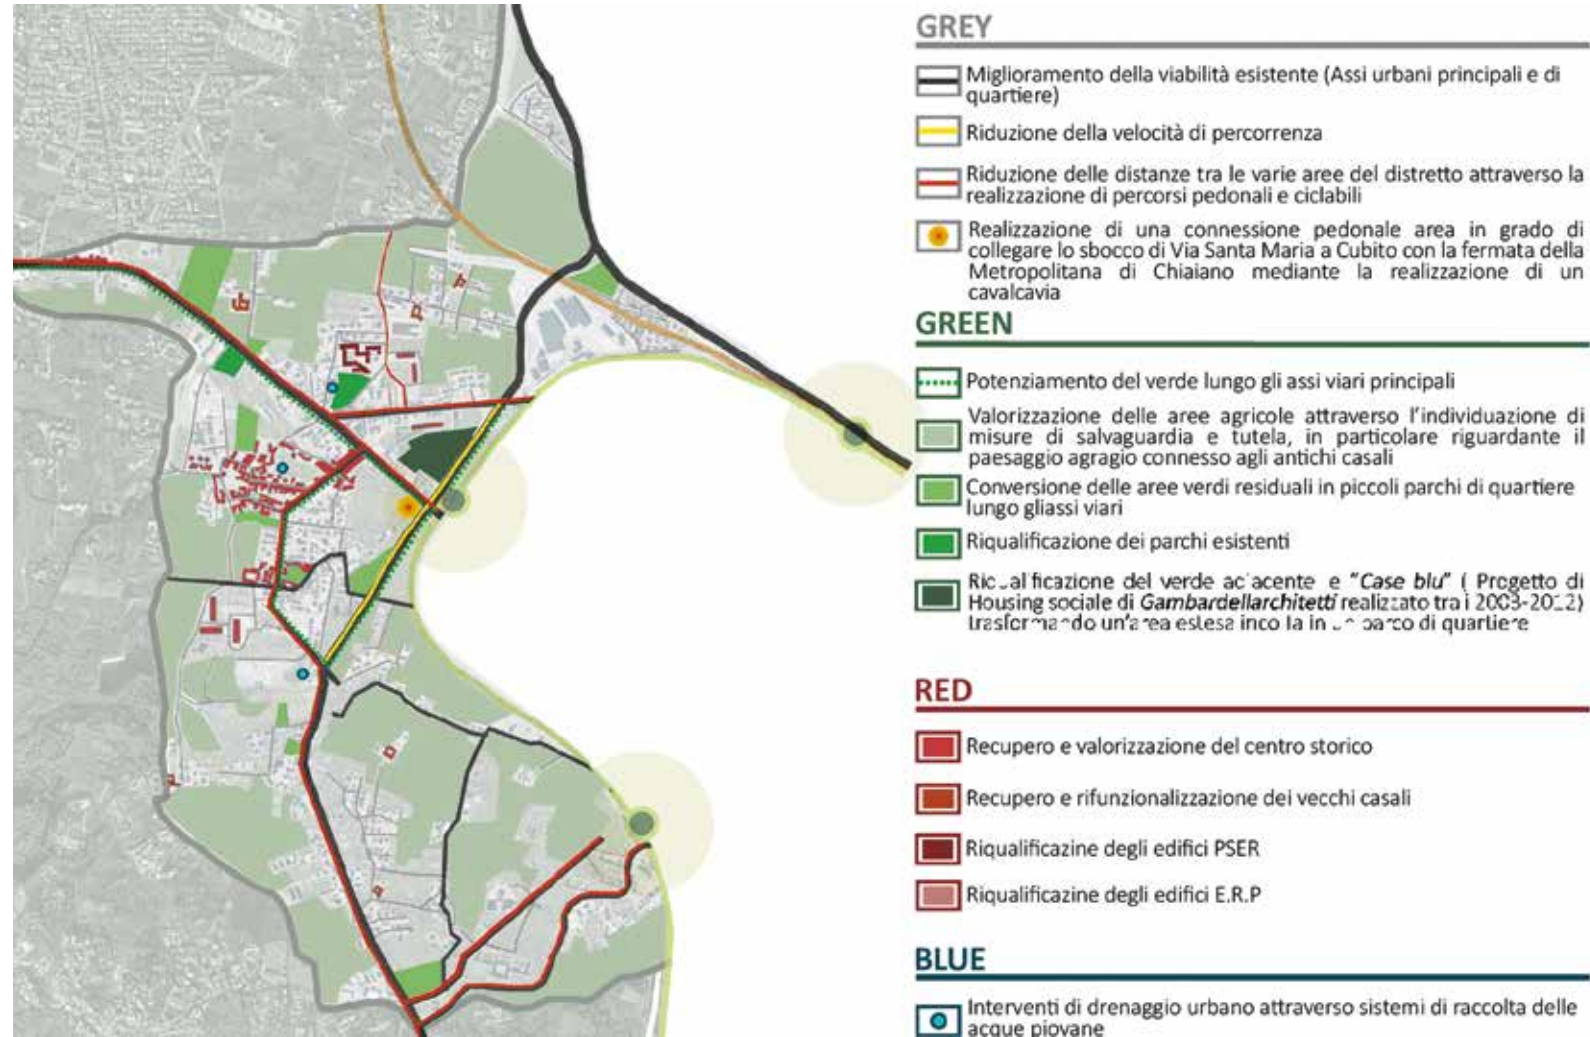 GREY
Miglioramento della viabilità esistente (Assi urbani principali e di
quartiere)
Riduzione della velocità di percorrenza
Riduzione delle distanze tra le varie aree del distretto attraverso la
realizzazione di percorsi pedonali e ciclabili
Realizzazione di una connessione pedonale area in grado di
collegare lo sbocco di Via Santa Maria a Cubito con la fermata della
Metropolitana di Chiaiano mediante la realizzazione di un
cavalcavia
GREEN
Potenziamento del verde lungo gli assi viari principali
Valorizzazione delle aree agricole attraverso l'individuazione di
misure di salvaguardia e tutela, in particolare riguardante il
paesaggio agragio connesso agli antichi casali
Conversione delle aree verdi residuali in piccoli parchi di quartiere
lungo gliassi viari
Riqualificazione dei parchi esistenti
del verde e "Case blu" ( Progetto di
Housing sociale di Gambardellarchitetti realizzato tra i
un'area estesa in parco di quartiere
RED
Recupero e valorizzazione del centro storico
Recupero e rifunzionalizzazione dei vecchi casali
Riqualificazine degli edifici PSER
Riqualificazine degli edifici E.R.P
BLUE
Interventi di drenaggio urbano attraverso sistemi di raccolta delle
acque piovane